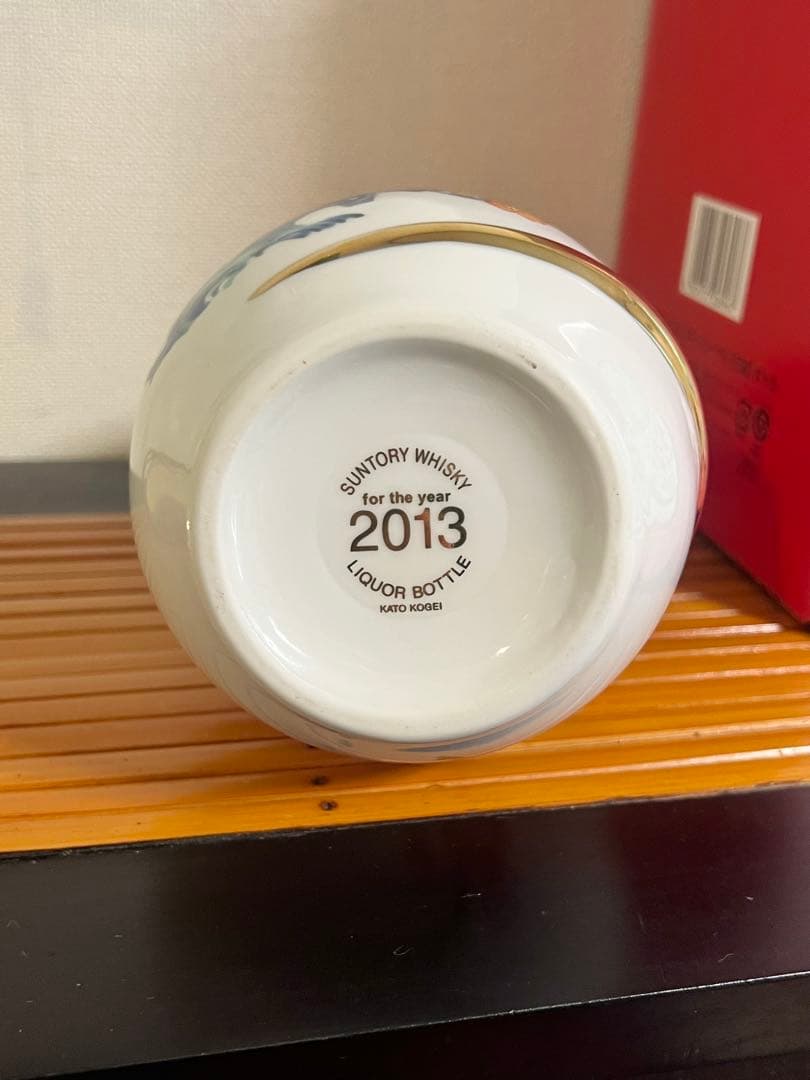 SUNTORY WHISKY
for the year
2013
LIQUOR BOTTLE
KATO KOGEI